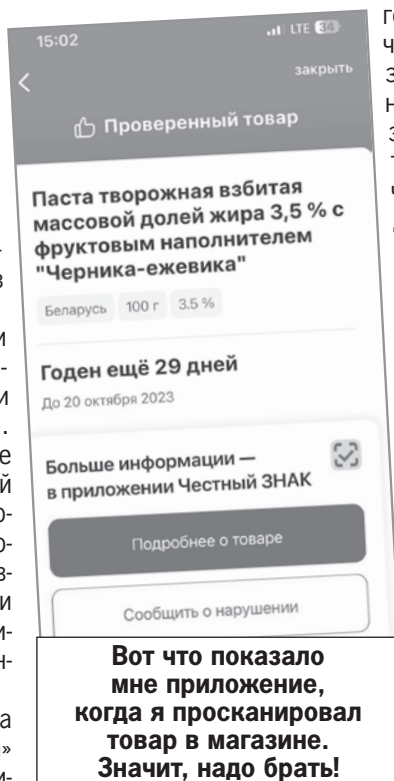 15:02
LTE 34
закрыть
Проверенный товар
Паста творожная взбитая
массовой долей жира 3,5 % с
фруктовым наполнителем
"Черника-ежевика"
Беларусь 100 г 3.5 %
Годен ещё 29 дней
До 20 октября 2023
Больше информации —
в приложении Честный ЗНАК
Подробнее о товаре
Сообщить о нарушении
Вот что показало
мне приложение,
когда я просканировал
товар в магазине.
Значит, надо брать!